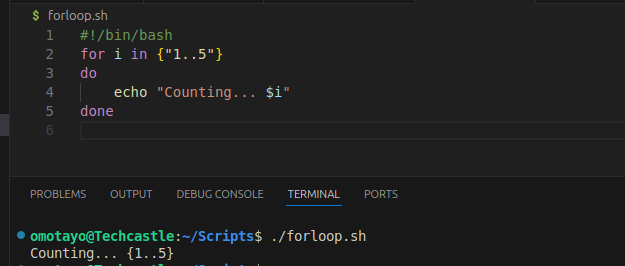 $ forloop.sh
1 #!/bin/bash
2 for i in {"1..5"}
3 do
4     echo "Counting... $i"
5 done
6
PROBLEMS OUTPUT DEBUG CONSOLE TERMINAL PORTS
omotayo@Techcastle:~/Scripts$ ./forloop.sh
Counting... {1..5}